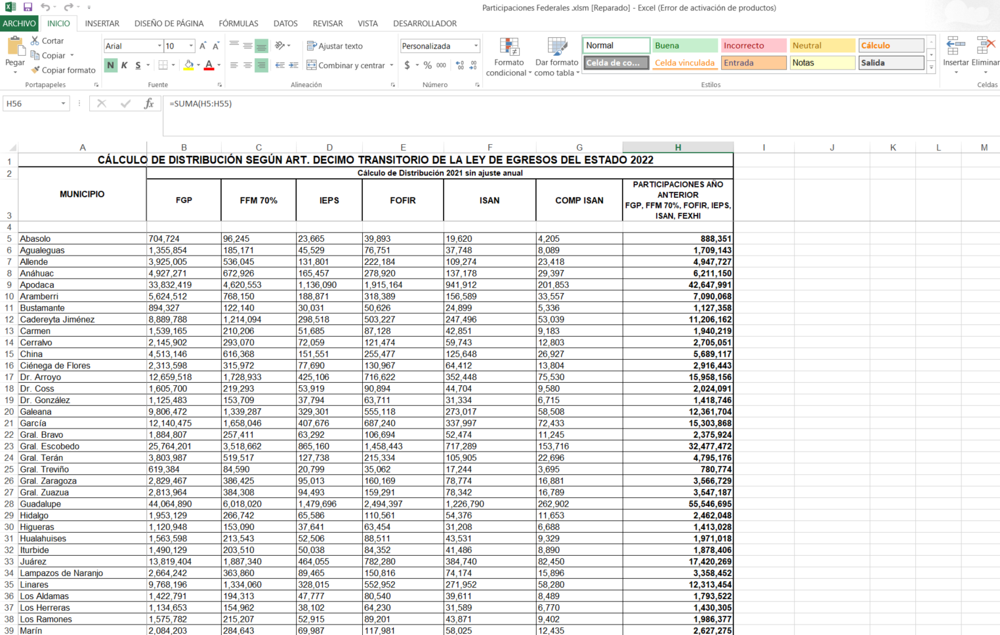 Participaciones Federales .xlsm [Reparado] - Excel (Error de activación de productos)
ARCHIVO INICIO INSERTAR DISEÑO DE PÁGINA FÓRMULAS DATOS REVISAR VISTA DESARROLLADOR
Pegar Cortar Copiar Copiar formato
Arial 10 A A
N K S A
Ajustar texto
Combinar y centrar
Personalizada
$ % 000
Formato condicional Dar formato como tabla
Normal Buena Incorrecto Neutral Cálculo
Celda de co... Celda vinculada Entrada Notas Salida
Insertar Eliminar
Portapapeles Fuente Alineación Número Estilos Celdas
H56 fx =SUMA(H5:H55)
A B C D E F G H I J K L M
1 CÁLCULO DE DISTRIBUCIÓN SEGÚN ART. DECIMO TRANSITORIO DE LA LEY DE EGRESOS DEL ESTADO 2022
2 Cálculo de Distribución 2021 sin ajuste anual
3 MUNICIPIO FGP FFM 70% IEPS FOFIR ISAN COMP ISAN PARTICIPACIONES AÑO ANTERIOR FGP, FFM 70%, FOFIR, IEPS, ISAN, FEXHI
4
5 Abasolo 704,724 96,245 23,665 39,893 19,620 4,205 888,351
6 Agualeguas 1,355,854 185,171 45,529 76,751 37,748 8,089 1,709,143
7 Allende 3,925,005 536,045 131,801 222,184 109,274 23,418 4,947,727
8 Anáhuac 4,927,271 672,926 165,457 278,920 137,178 29,397 6,211,150
9 Apodaca 33,832,419 4,620,553 1,136,090 1,915,164 941,912 201,853 42,647,991
10 Aramberri 5,624,512 768,150 188,871 318,389 156,589 33,557 7,090,068
11 Bustamante 894,327 122,140 30,031 50,626 24,899 5,336 1,127,358
12 Cadereyta Jiménez 8,889,788 1,214,094 298,518 503,227 247,496 53,039 11,206,162
13 Carmen 1,539,165 210,206 51,685 87,128 42,851 9,183 1,940,219
14 Cerralvo 2,145,902 293,070 72,059 121,474 59,743 12,803 2,705,051
15 China 4,513,146 616,368 151,551 255,477 125,648 26,927 5,689,117
16 Ciénega de Flores 2,313,598 315,972 77,690 130,967 64,412 13,804 2,916,443
17 Dr. Arroyo 12,659,518 1,728,933 425,106 716,622 352,448 75,530 15,958,156
18 Dr. Coss 1,605,700 219,293 53,919 90,894 44,704 9,580 2,024,091
19 Dr. González 1,125,483 153,709 37,794 63,711 31,334 6,715 1,418,746
20 Galeana 9,806,472 1,339,287 329,301 555,118 273,017 58,508 12,361,704
21 García 12,140,475 1,658,046 407,676 687,240 337,997 72,433 15,303,868
22 Gral. Bravo 1,884,807 257,411 63,292 106,694 52,474 11,245 2,375,924
23 Gral. Escobedo 25,764,201 3,518,662 865,160 1,458,443 717,289 153,716 32,477,472
24 Gral. Terán 3,803,987 519,517 127,738 215,334 105,905 22,696 4,795,176
25 Gral. Treviño 619,384 84,590 20,799 35,062 17,244 3,695 780,774
26 Gral. Zaragoza 2,829,467 386,425 95,013 160,169 78,774 16,881 3,566,729
27 Gral. Zuazua 2,813,964 384,308 94,493 159,291 78,342 16,789 3,547,187
28 Guadalupe 44,064,890 6,018,020 1,479,696 2,494,397 1,226,790 262,902 55,546,695
29 Hidalgo 1,953,129 266,742 65,586 110,561 54,376 11,653 2,462,048
30 Higueras 1,120,948 153,090 37,641 63,454 31,208 6,688 1,413,028
31 Hualahuises 1,563,598 213,543 52,506 88,511 43,531 9,329 1,971,018
32 Iturbide 1,490,129 203,510 50,038 84,352 41,486 8,890 1,878,406
33 Juárez 13,819,404 1,887,340 464,055 782,280 384,740 82,450 17,420,269
34 Lampazos de Naranjo 2,664,242 363,860 89,465 150,816 74,174 15,896 3,358,452
35 Linares 9,768,196 1,334,060 328,015 552,952 271,952 58,280 12,313,454
36 Los Aldamas 1,422,791 194,313 47,777 80,540 39,611 8,489 1,793,522
37 Los Herreras 1,134,653 154,962 38,102 64,230 31,589 6,770 1,430,305
38 Los Ramones 1,575,782 215,207 52,915 89,201 43,871 9,402 1,986,377
39 Marín 2,084,203 284,643 69,987 117,981 58,025 12,435 2,627,275